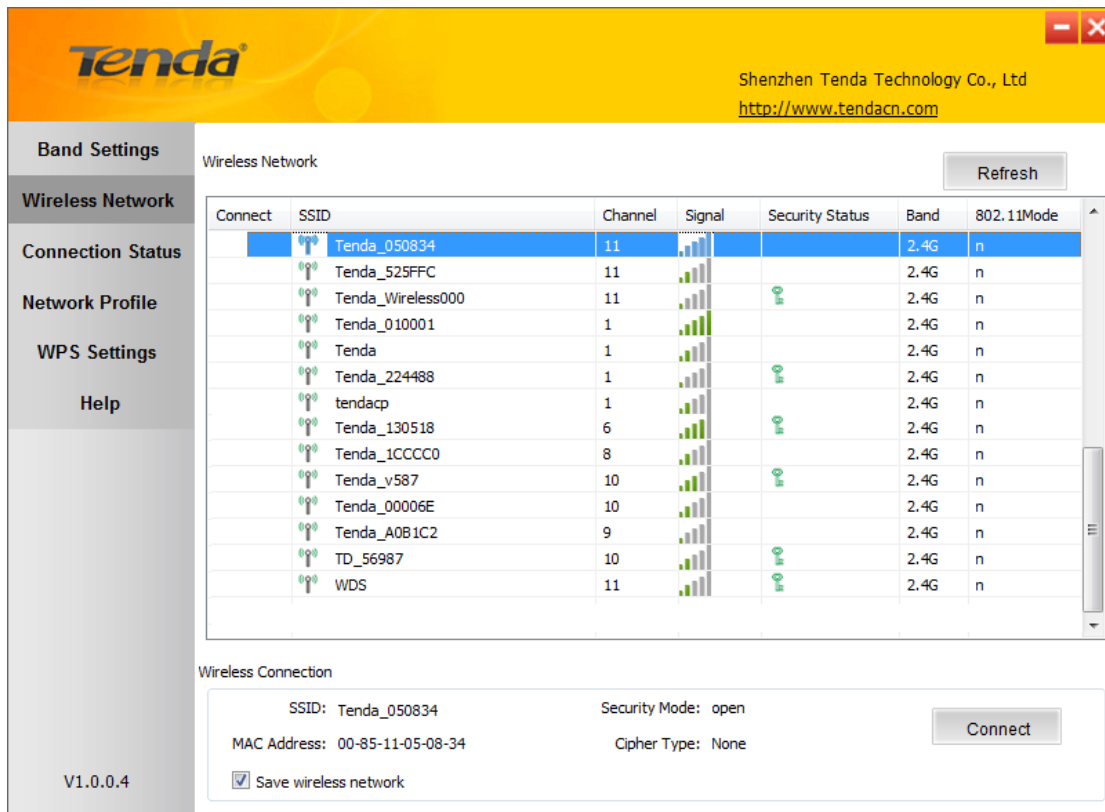 Tenda®
Shenzhen Tenda Technology Co., Ltd
http://www.tendacn.com
Band Settings
Wireless Network
Connection Status
Network Profile
WPS Settings
Help
V1.0.0.4
Wireless Network
Refresh
Connect SSID Channel Signal Security Status Band 802.11Mode
Tenda_050834 11 2.4G n
Tenda_525FFC 11 2.4G n
Tenda_Wireless000 11 2.4G n
Tenda_010001 1 2.4G n
Tenda 1 2.4G n
Tenda_224488 1 2.4G n
tendacp 1 2.4G n
Tenda_130518 6 2.4G n
Tenda_1CCCC0 8 2.4G n
Tenda_v587 10 2.4G n
Tenda_00006E 10 2.4G n
Tenda_A0B1C2 9 2.4G n
TD_56987 10 2.4G n
WDS 11 2.4G n
Wireless Connection
SSID: Tenda_050834 Security Mode: open
MAC Address: 00-85-11-05-08-34 Cipher Type: None
Connect
Save wireless network